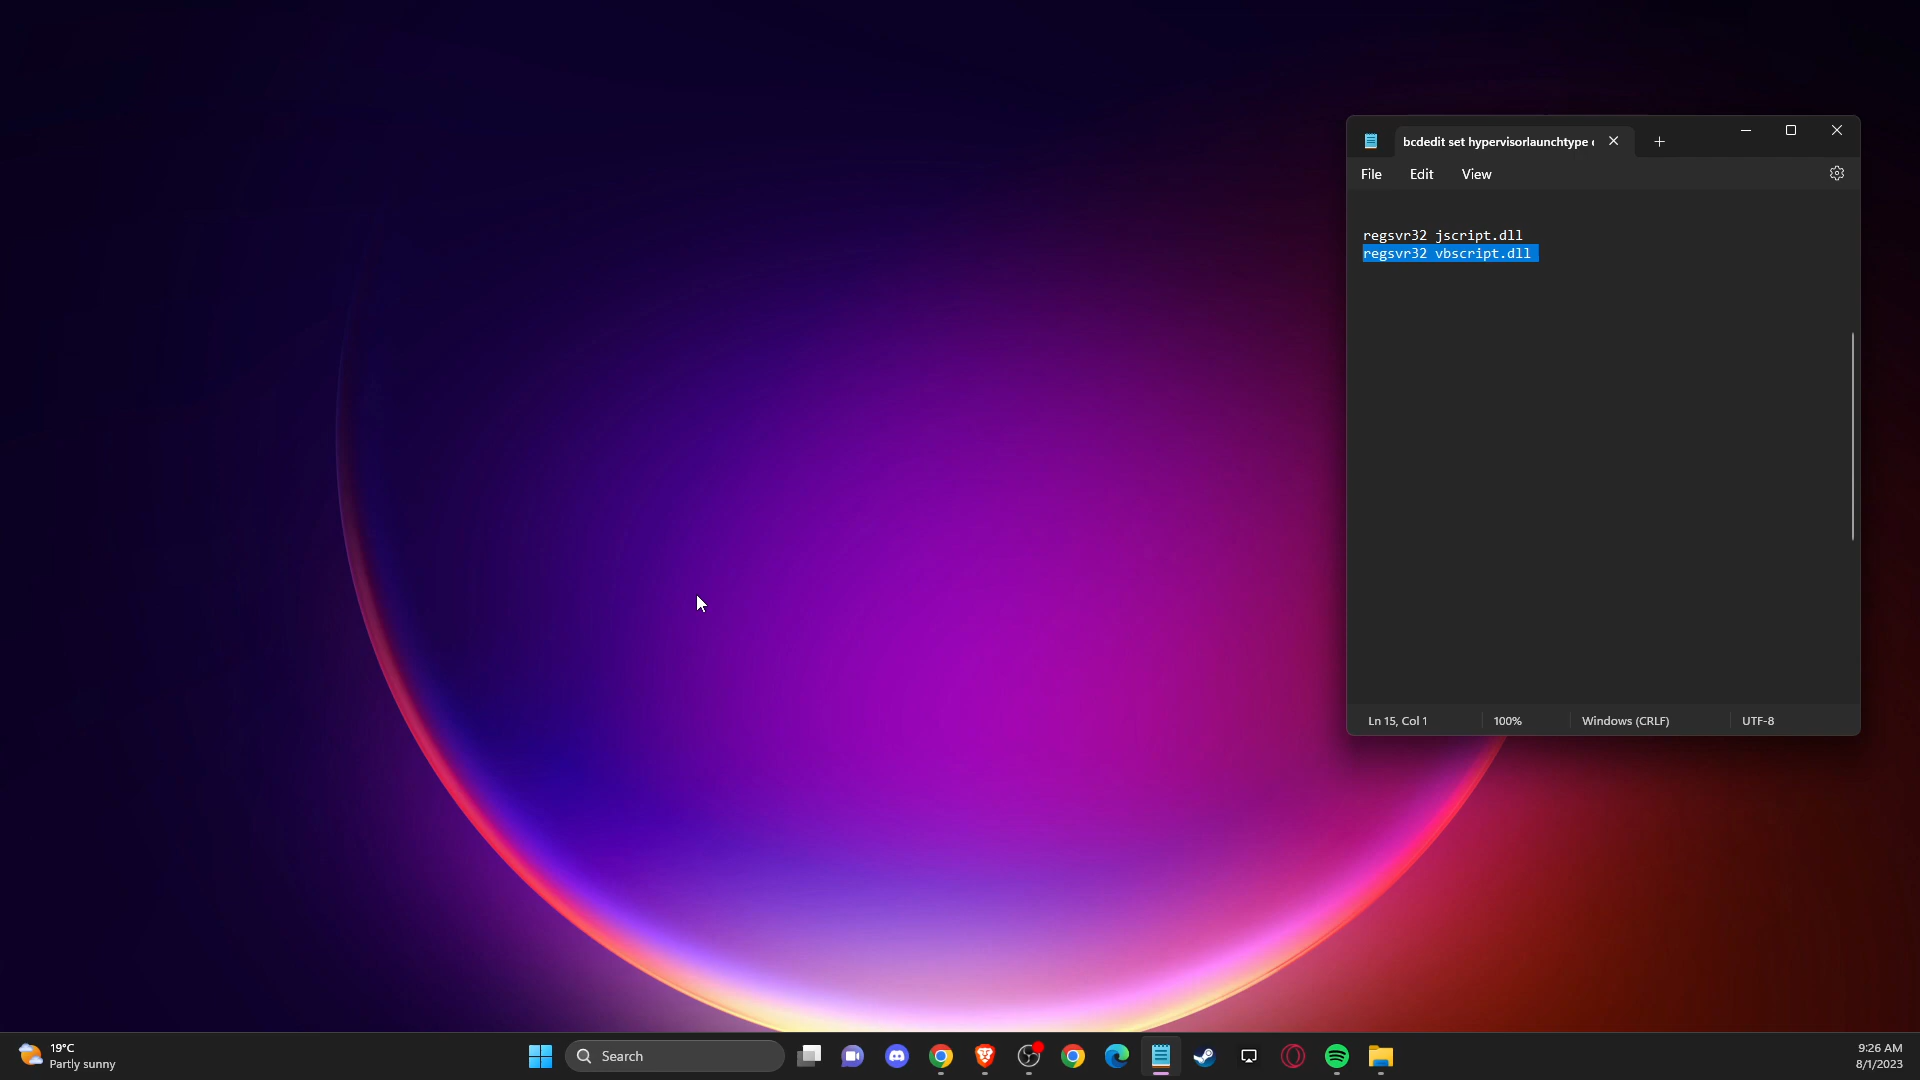 bcdedit set hypervisorlaunchtype
File Edit View
regsvr32 jscript.dll
regsvr32 vbscript.dll
Ln 15, Col 1 100% Windows (CRLF) UTF-8
19°C
Partly sunny
Search
9:26 AM
8/1/2023